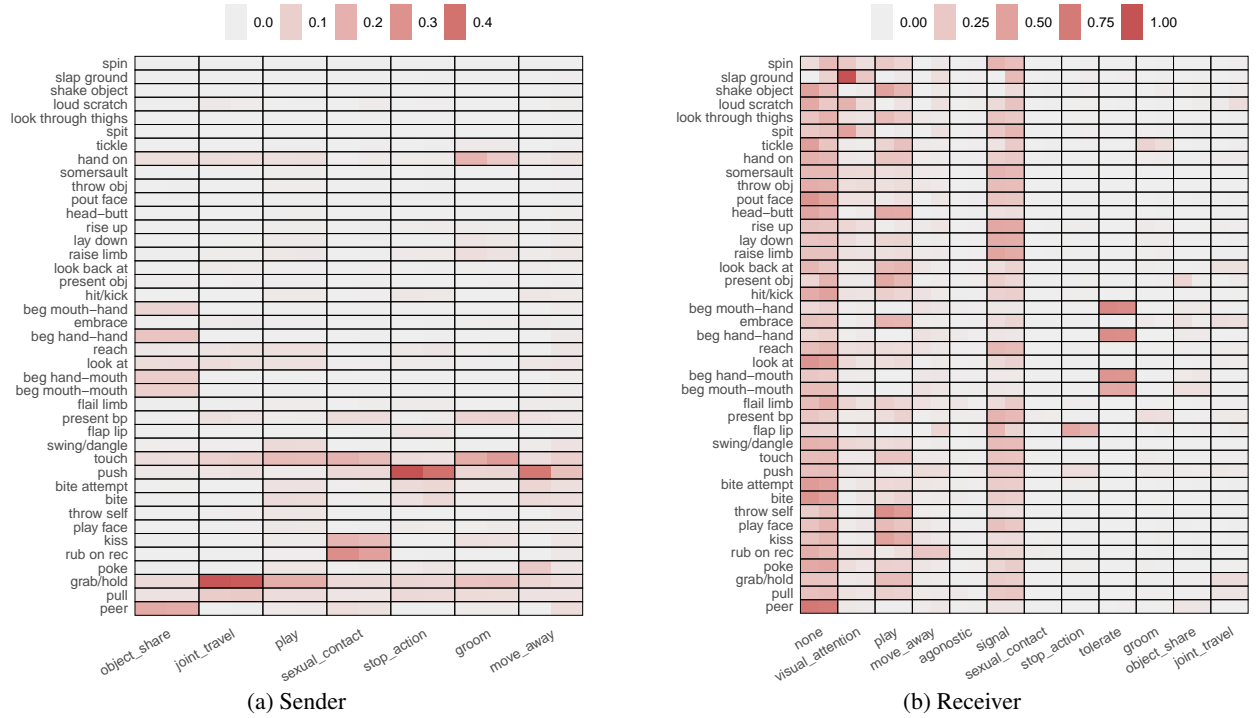 0.0 0.1 0.2 0.3 0.4
spin
slap ground
shake object
loud scratch
look through thighs
spit
tickle
hand on
somersault
throw obj
pout face
head−butt
rise up
lay down
raise limb
look back at
present obj
hit/kick
beg mouth−hand
embrace
beg hand−hand
reach
look at
beg hand−mouth
beg mouth−mouth
flail limb
present bp
flap lip
swing/dangle
touch
push
bite attempt
bite
throw self
play face
kiss
rub on rec
poke
grab/hold
pull
peer
object_share
joint_travel
play
sexual_contact
stop_action
groom
move_away
(a) Sender
0.00 0.25 0.50 0.75 1.00
spin
slap ground
shake object
loud scratch
look through thighs
spit
tickle
hand on
somersault
throw obj
pout face
head−butt
rise up
lay down
raise limb
look back at
present obj
hit/kick
beg mouth−hand
embrace
beg hand−hand
reach
look at
beg hand−mouth
beg mouth−mouth
flail limb
present bp
flap lip
swing/dangle
touch
push
bite attempt
bite
throw self
play face
kiss
rub on rec
poke
grab/hold
pull
peer
none
visual_attention
play
move_away
agonostic
signal
sexual_contact
stop_action
tolerate
groom
object_share
joint_travel
(b) Receiver